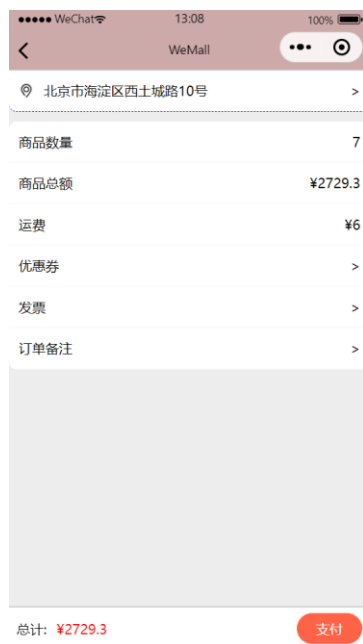 ●●●●● WeChat 13:08 100%
WeMall
北京市海淀区西土城路10号 >
商品数量 7
商品总额 ¥2729.3
运费 ¥6
优惠券 >
发票 >
订单备注 >
总计: ¥2729.3 支付